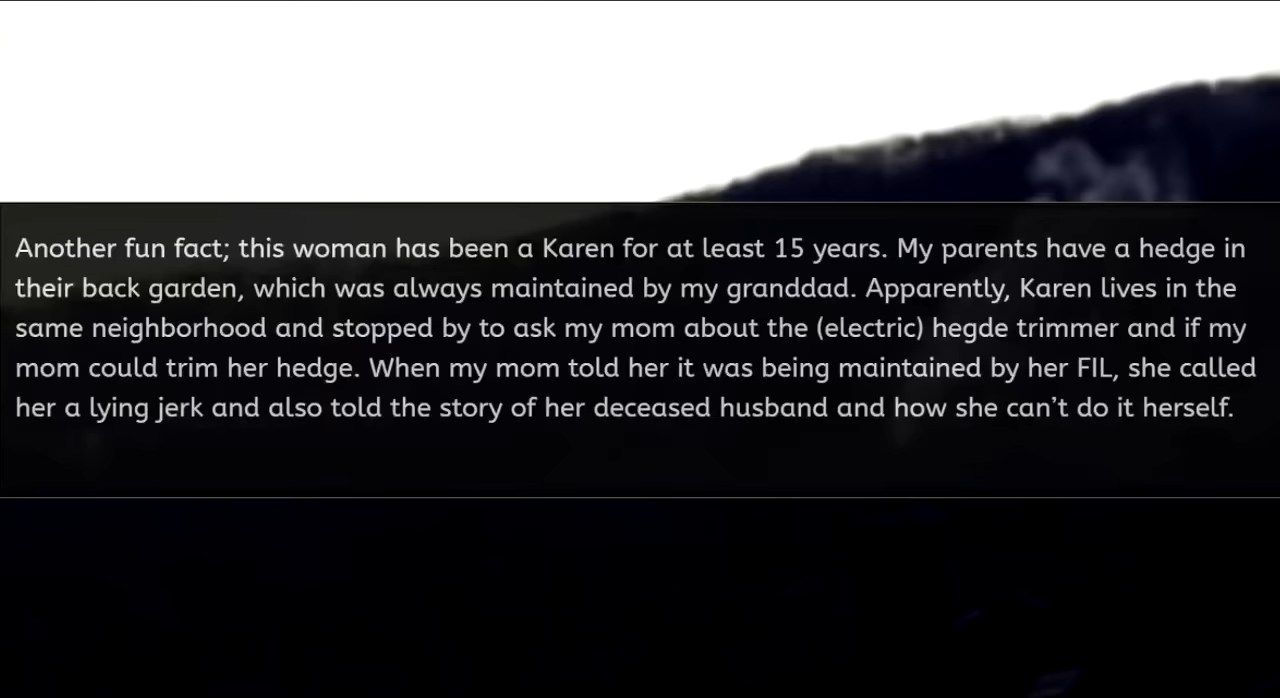 Another fun fact; this woman has been a Karen for at least 15 years. My parents have a hedge in
their back garden, which was always maintained by my granddad. Apparently, Karen lives in the
same neighborhood and stopped by to ask my mom about the (electric) hegde trimmer and if my
mom could trim her hedge. When my mom told her it was being maintained by her FIL, she called
her a lying jerk and also told the story of her deceased husband and how she can’t do it herself.